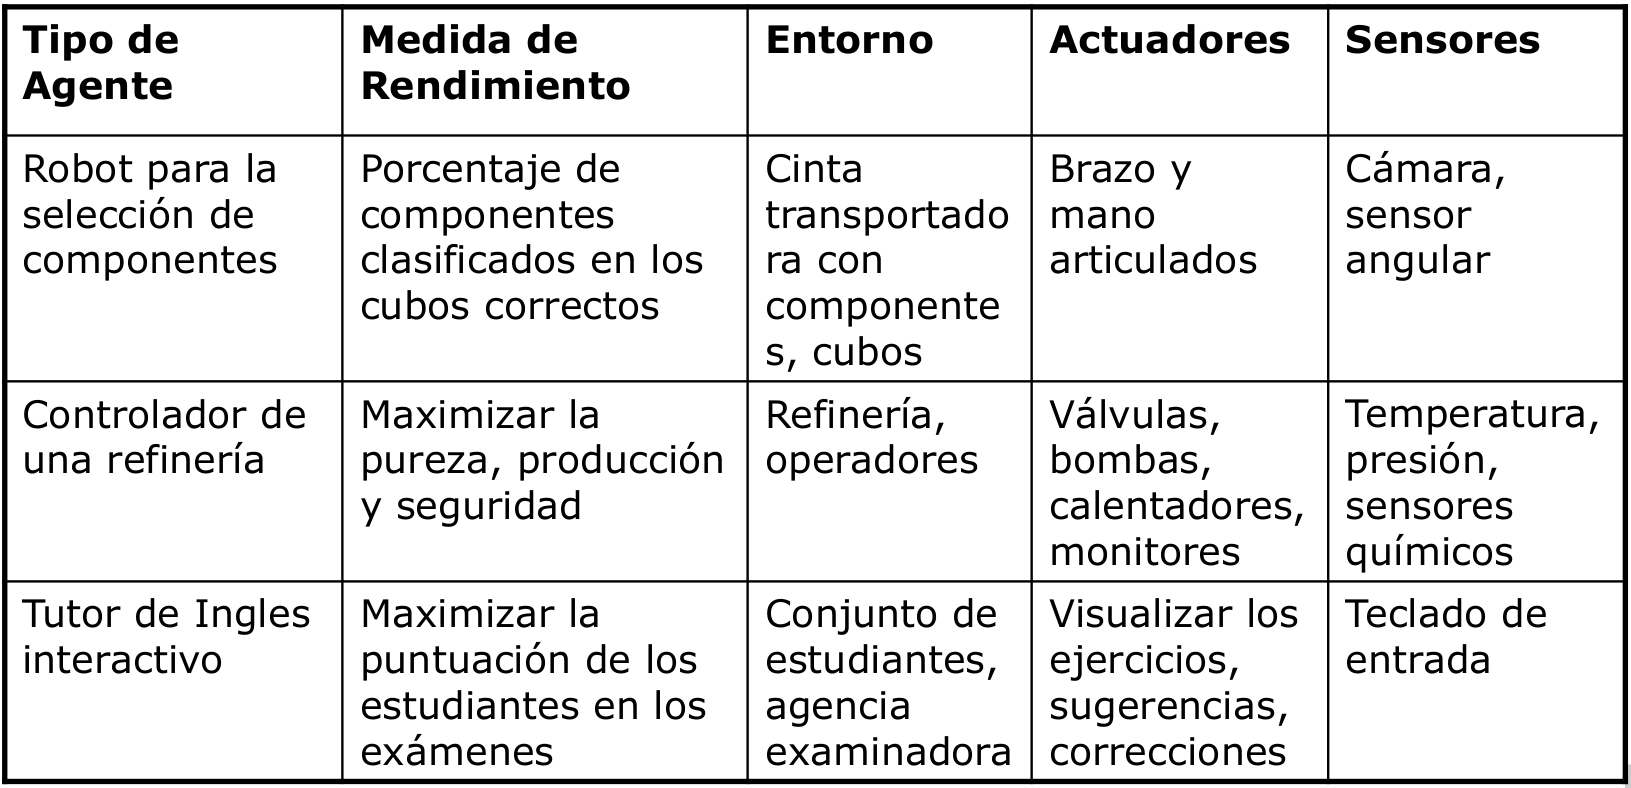 Tipo de
Agente
Medida de
Rendimiento
Entorno
Actuadores
Sensores
Robot para la
selección de
componentes
Porcentaje de
componentes
clasificados en los
cubos correctos
Cinta
transportado
ra con
componente
s, cubos
Brazo y
mano
articulados
Cámara,
sensor
angular
Controlador de
una refinería
Maximizar la
pureza, producción
y seguridad
Refinería,
operadores
Válvulas,
bombas,
calentadores,
monitores
Temperatura,
presión,
sensores
químicos
Tutor de Ingles
interactivo
Maximizar la
puntuación de los
estudiantes en los
exámenes
Conjunto de
estudiantes,
agencia
examinadora
Visualizar los
ejercicios,
sugerencias,
correcciones
Teclado de
entrada